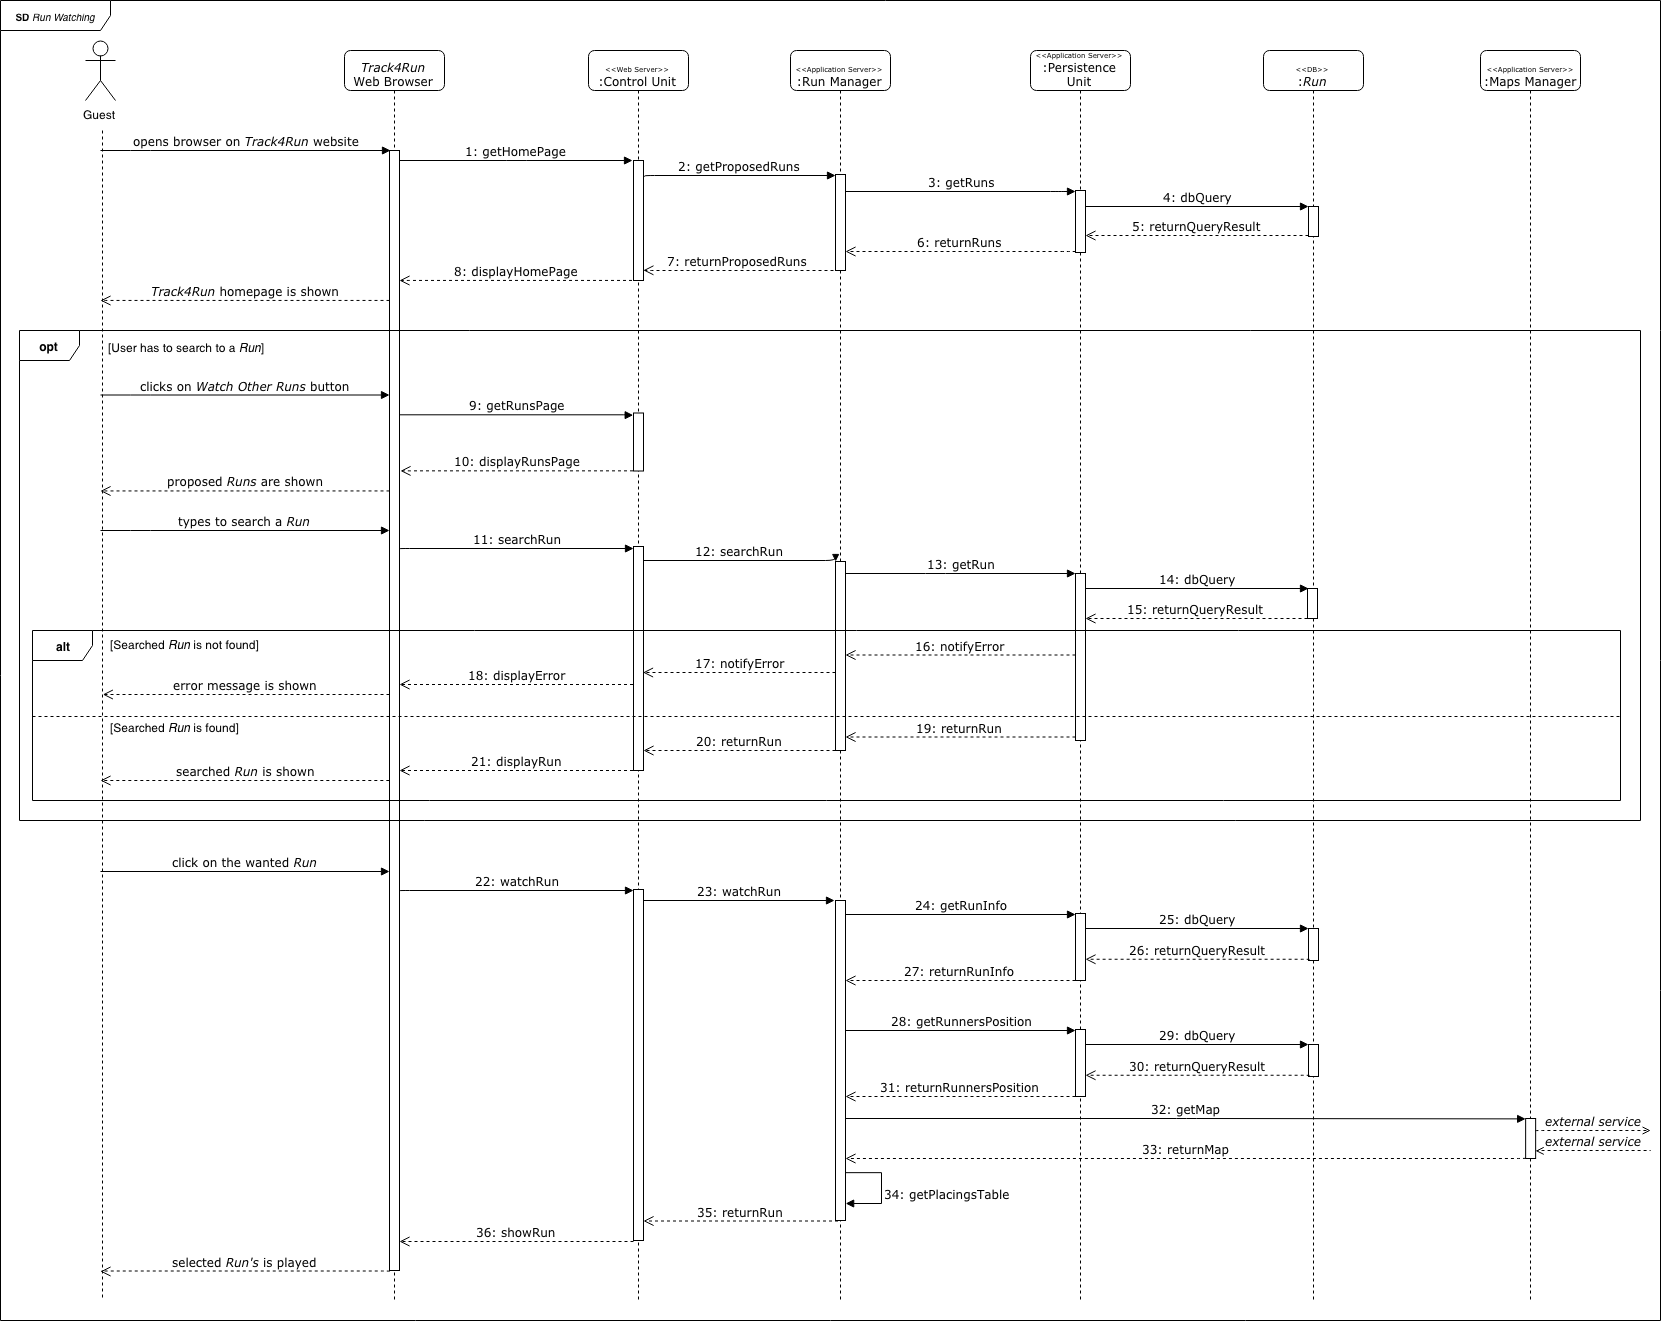 SD Run Watching
Guest
Track4Run
Web Browser
<<Web Server>>
:Control Unit
<<Application Server>>
:Run Manager
<<Application Server>>
:Persistence
Unit
<<DB>>
:Run
<<Application Server>>
:Maps Manager
opens browser on Track4Run website
1: getHomePage
2: getProposedRuns
3: getRuns
4: dbQuery
5: returnQueryResult
6: returnRuns
7: returnProposedRuns
8: displayHomePage
Track4Run homepage is shown
opt
[User has to search to a Run]
clicks on Watch Other Runs button
9: getRunsPage
10: displayRunsPage
proposed Runs are shown
types to search a Run
11: searchRun
12: searchRun
13: getRun
14: dbQuery
15: returnQueryResult
alt
[Searched Run is not found]
16: notifyError
17: notifyError
18: displayError
error message is shown
[Searched Run is found]
19: returnRun
20: returnRun
21: displayRun
searched Run is shown
click on the wanted Run
22: watchRun
23: watchRun
24: getRunInfo
25: dbQuery
26: returnQueryResult
27: returnRunInfo
28: getRunnersPosition
29: dbQuery
30: returnQueryResult
31: returnRunnersPosition
32: getMap
external service
external service
33: returnMap
34: getPlacingsTable
35: returnRun
36: showRun
selected Run's is played